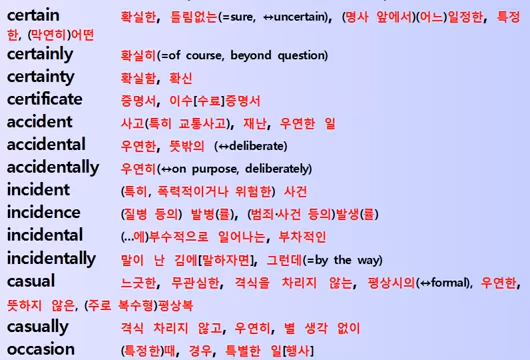 certain 확실한, 틀림없는(=sure, ↔uncertain), (명사 앞에서)(어느)일정한, 특정
한, (막연히)어떤
certainly 확실히(=of course, beyond question)
certainty 확실함, 확신
certificate 증명서, 이수[수료]증명서
accident 사고(특히 교통사고), 재난, 우연한 일
accidental 우연한, 뜻밖의 (↔deliberate)
accidentally 우연히(↔on purpose, deliberately)
incident (특히, 폭력적이거나 위험한) 사건
incidence (질병 등의) 발병(률), (범죄·사건 등의)발생(률)
incidental (...에)부수적으로 일어나는, 부차적인
incidentally 말이 난 김에[말하자면], 그런데(=by the way)
casual 느긋한, 무관심한, 격식을 차리지 않는, 평상시의(↔formal), 우연한,
뜻하지 않은, (주로 복수형)평상복
casually 격식 차리지 않고, 우연히, 별 생각 없이
occasion (특정한)때, 경우, 특별한 일[행사]